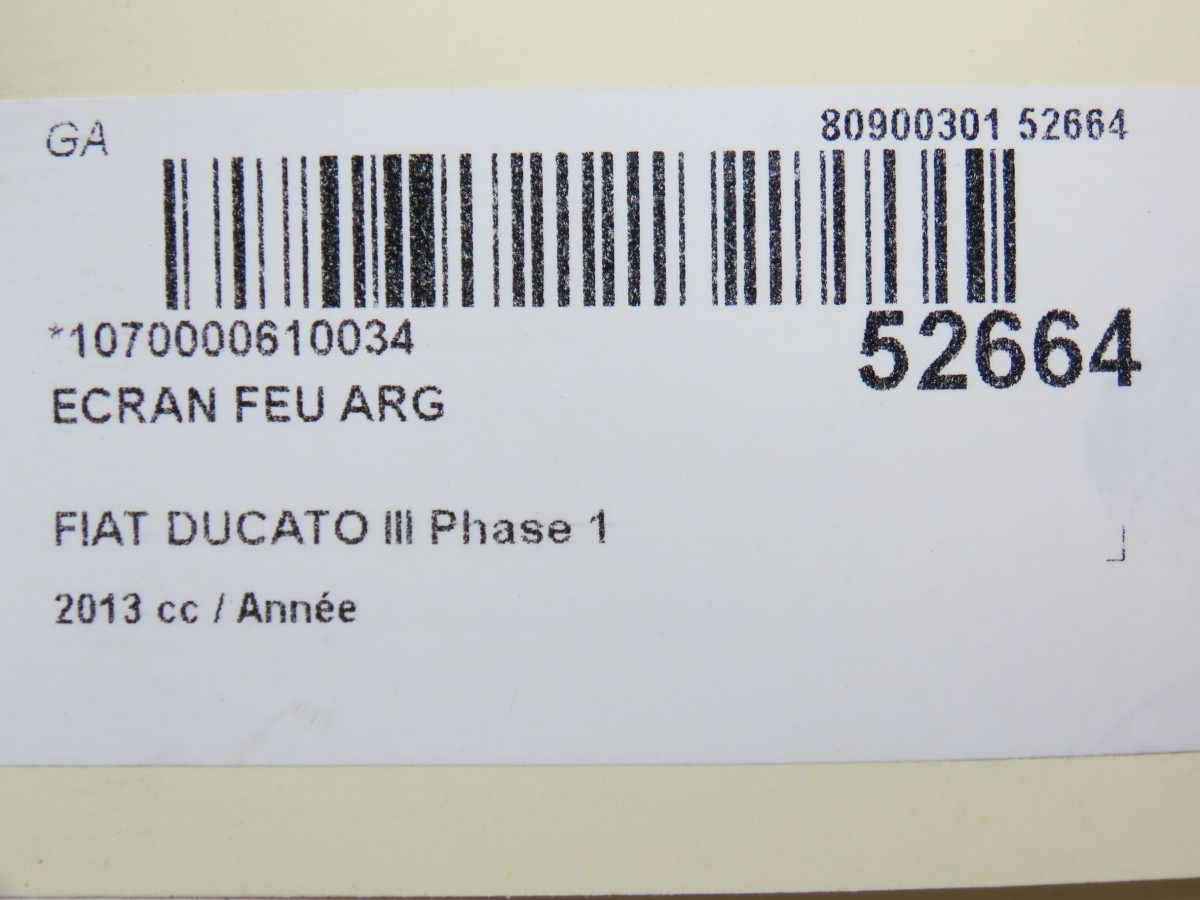 GA
80900301 52664
*1070000610034
52664
ECRAN FEU ARG
FIAT DUCATO III Phase 1
2013 cc / Année